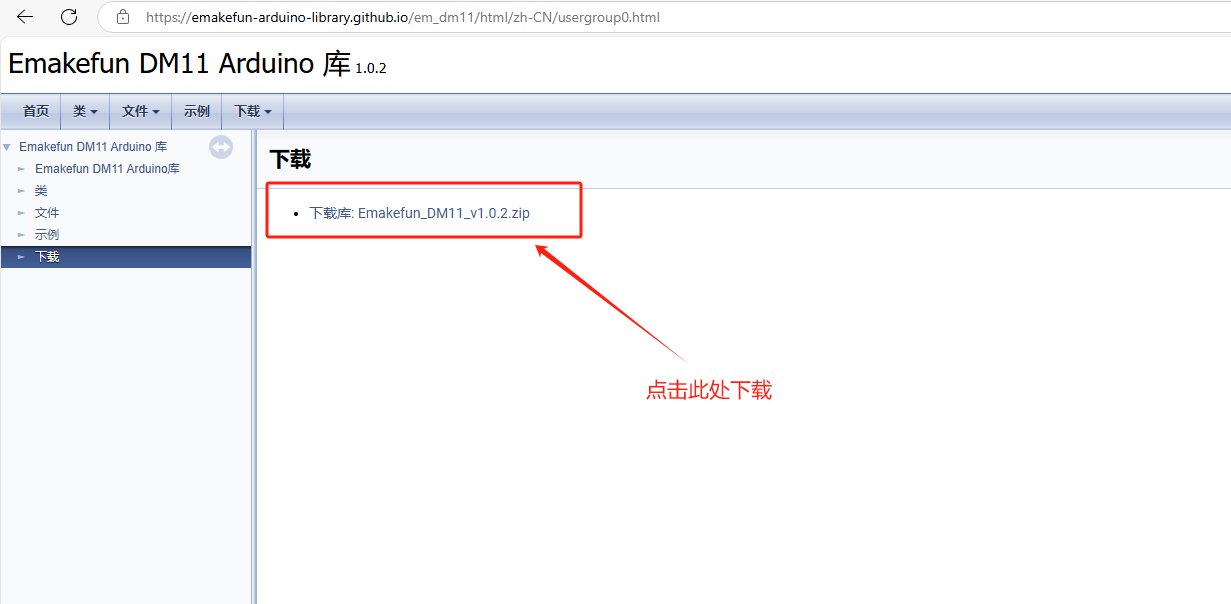 https://emakefun-arduino-library.github.io/em_dm11/html/zh-CN/usergroup0.html
Emakefun DM11 Arduino 库 1.0.2
首页 类 文件 示例 下载
Emakefun DM11 Arduino 库
Emakefun DM11 Arduino库
类
文件
示例
下载
下载
下载库: Emakefun_DM11_v1.0.2.zip
点击此处下载